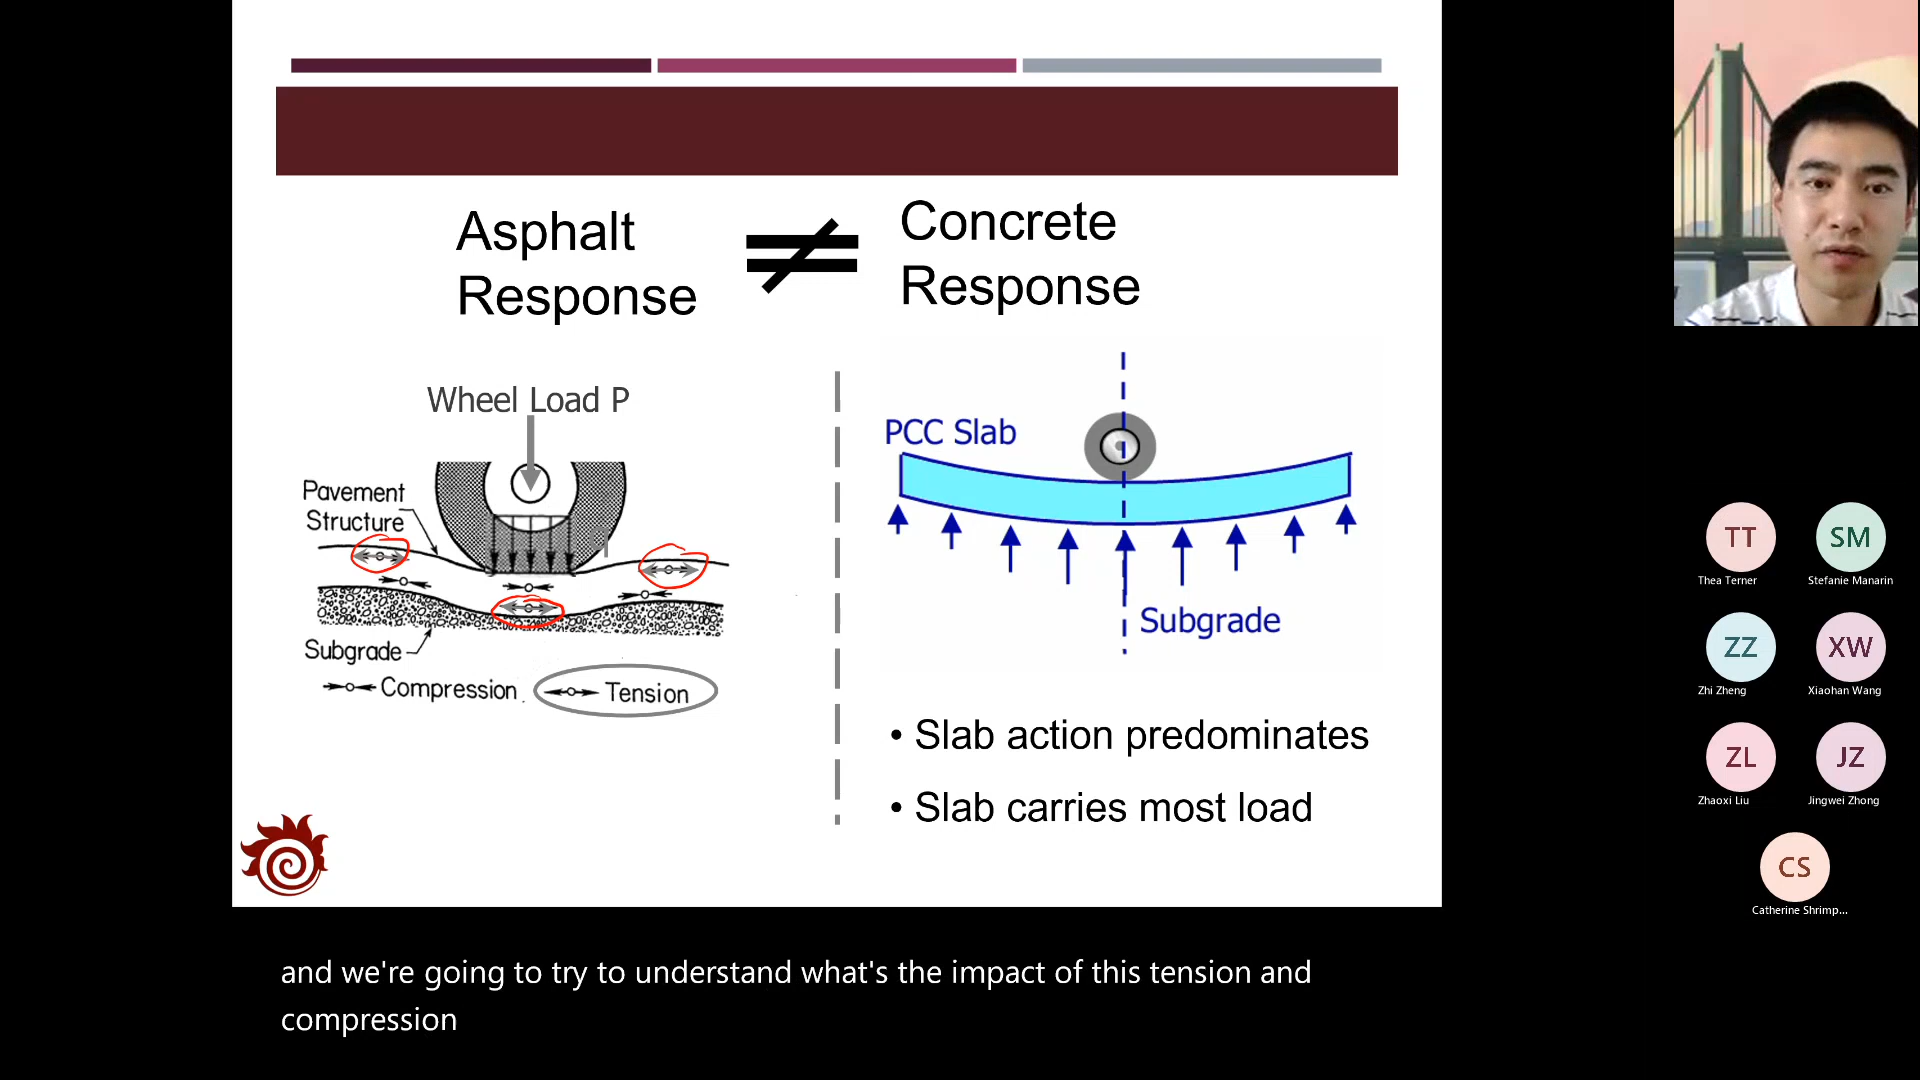 Asphalt
Response
Concrete
Response
Wheel Load P
Pavement
Structure
Subgrade
Compression
Tension
PCC Slab
Subgrade
• Slab action predominates
• Slab carries most load
TT
Thea Terner
SM
Stefanie Manarin
ZZ
Zhi Zheng
XW
Xiaohan Wang
ZL
Zhaoxi Liu
JZ
Jingwei Zhong
CS
Catherine Shrimp...
and we're going to try to understand what's the impact of this tension and
compression